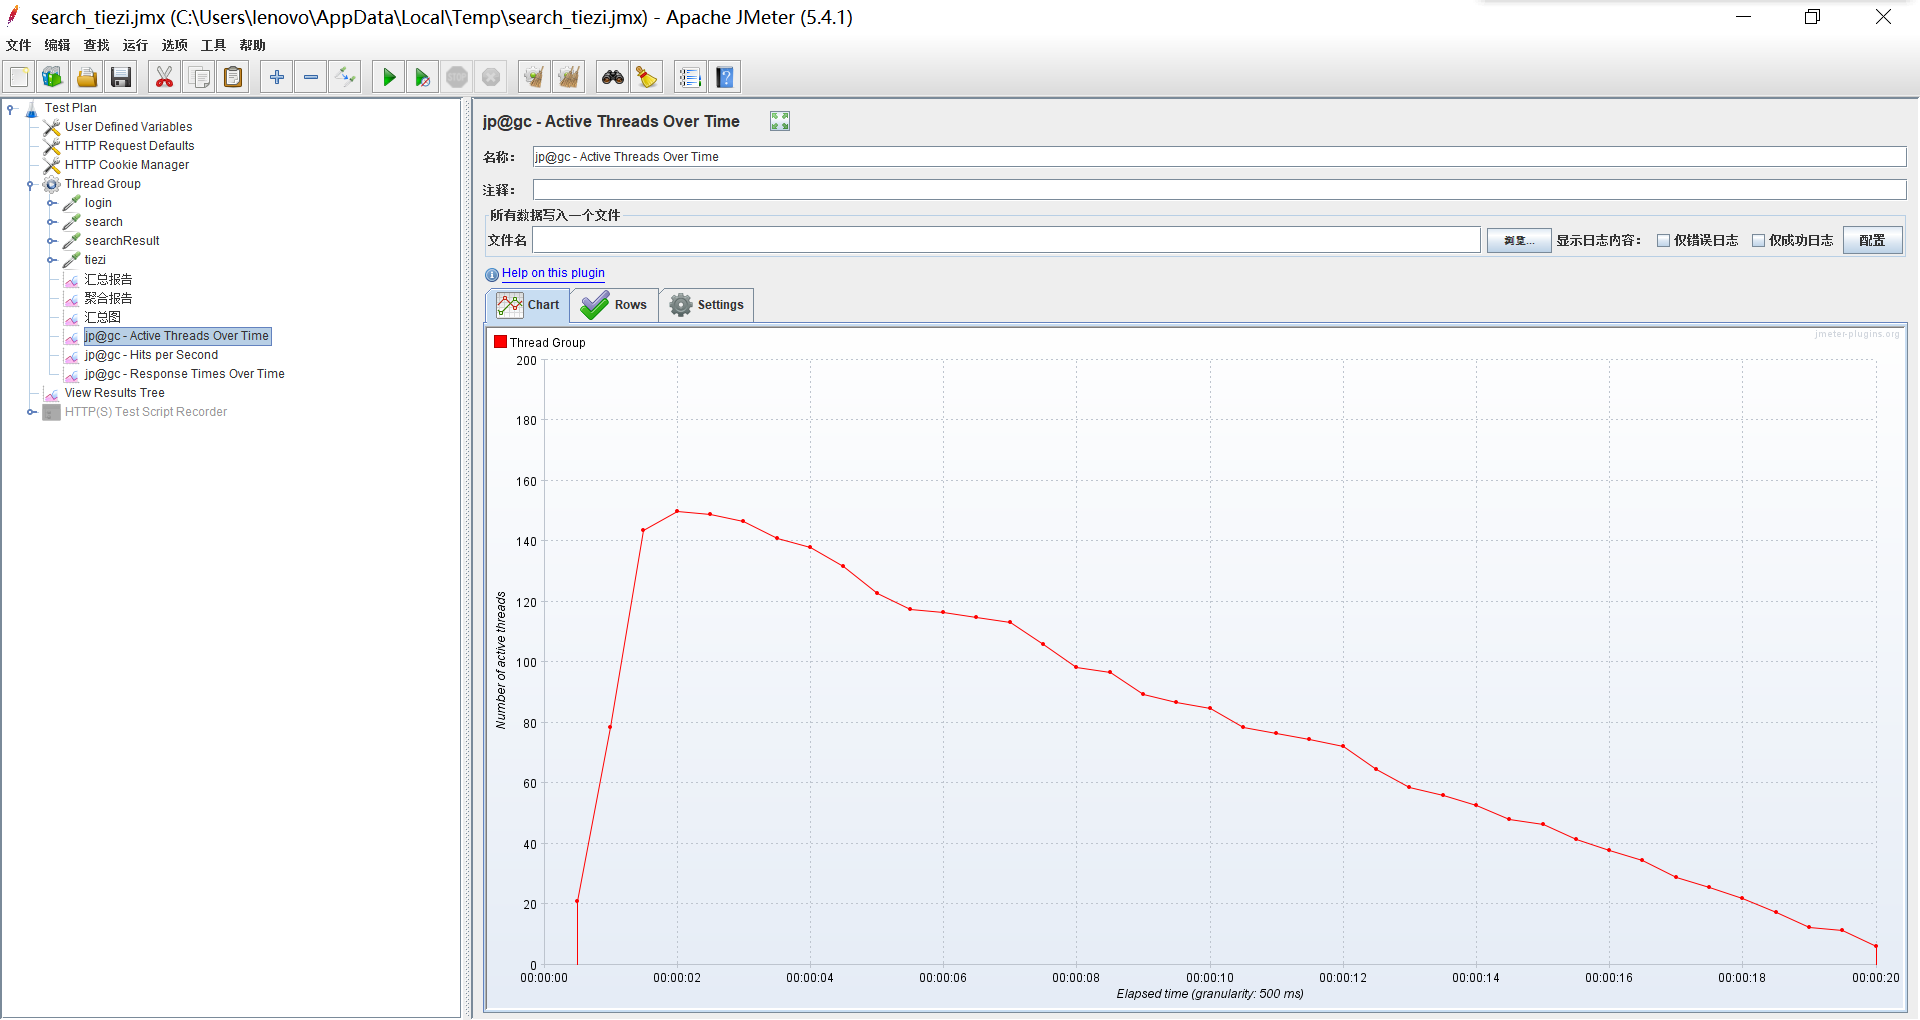 search_tiezi.jmx (C:\Users\lenovo\AppData\Local\Temp\search_tiezi.jmx) - Apache JMeter (5.4.1)
文件 编辑 查找 运行 选项 工具 帮助
STOP
Test Plan
User Defined Variables
HTTP Request Defaults
HTTP Cookie Manager
Thread Group
login
search
searchResult
tiezi
汇总报告
聚合报告
汇总图
jp@gc - Active Threads Over Time
jp@gc - Hits per Second
jp@gc - Response Times Over Time
View Results Tree
HTTP(S) Test Script Recorder
jp@gc - Active Threads Over Time
名称： jp@gc - Active Threads Over Time
注释：
所有数据写入一个文件
文件名 浏览... 显示日志内容： 仅错误日志 仅成功日志 配置
Help on this plugin
Chart Rows Settings
Thread Group
jmeter-plugins.org
200
180
160
140
120
100
80
60
40
20
0
Number of active threads
00:00:00 00:00:02 00:00:04 00:00:06 00:00:08 00:00:10 00:00:12 00:00:14 00:00:16 00:00:18 00:00:20
Elapsed time (granularity: 500 ms)